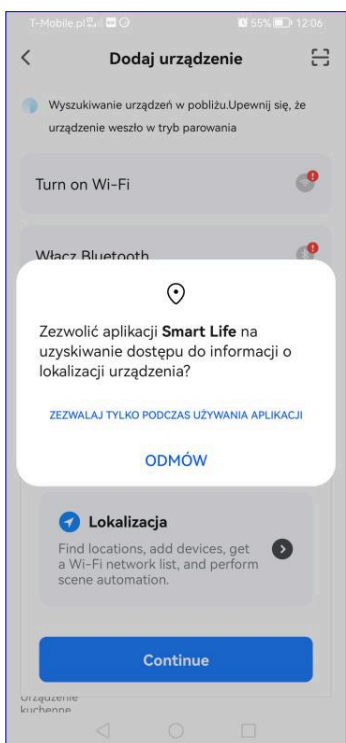 T-Mobile.pl 55% 12:06
Dodaj urządzenie
Wyszukiwanie urządzeń w pobliżu.Upewnij się, że
urządzenie weszło w tryb parowania
Turn on Wi-Fi
Włącz Bluetooth
Zezwolić aplikacji Smart Life na
uzyskiwanie dostępu do informacji o
lokalizacji urządzenia?
ZEZWALAJ TYLKO PODCZAS UŻYWANIA APLIKACJI
ODMÓW
Lokalizacja
Find locations, add devices, get
a Wi-Fi network list, and perform
scene automation.
Continue
Urządzenie
kuchenne